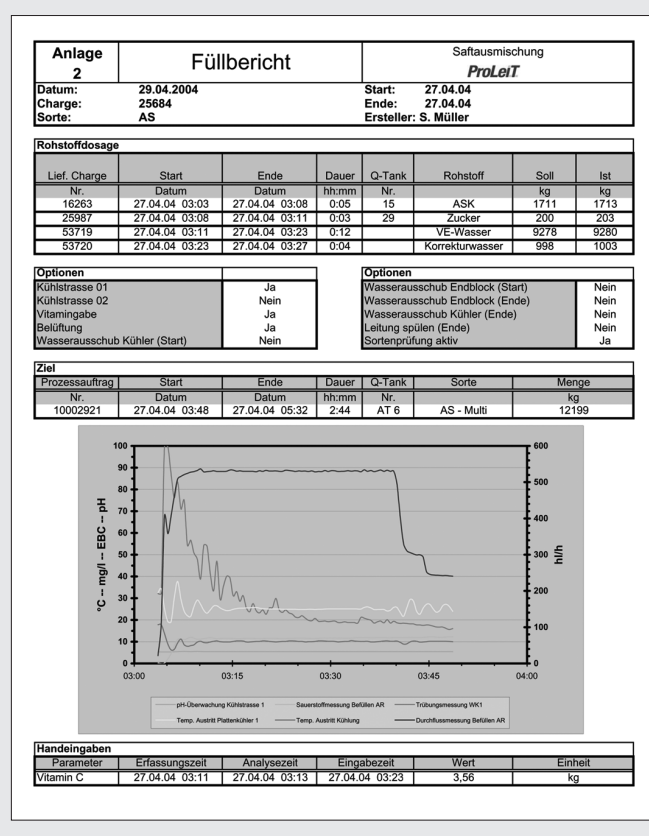 Anlage 2 Füllbericht Saftausmischung
ProLeiT
Datum: 29.04.2004 Start: 27.04.04
Charge: 25684 Ende: 27.04.04
Sorte: AS Ersteller: S. Müller
Rohstoffdosage
Lief. Charge Start Ende Dauer Q-Tank Rohstoff Soll Ist
Nr. Datum Datum hh:mm Nr. kg kg
16263 27.04.04 03:03 27.04.04 03:08 0:05 15 ASK 1711 1713
25987 27.04.04 03:08 27.04.04 03:11 0:03 29 Zucker 200 203
53719 27.04.04 03:11 27.04.04 03:23 0:12 VE-Wasser 9278 9280
53720 27.04.04 03:23 27.04.04 03:27 0:04 Korrekturwasser 998 1003
Optionen
Kühlstrasse 01 Ja
Kühlstrasse 02 Nein
Vitamingabe Ja
Belüftung Ja
Wasserausschub Kühler (Start) Nein
Optionen
Wasserausschub Endblock (Start) Nein
Wasserausschub Endblock (Ende) Nein
Wasserausschub Kühler (Ende) Nein
Leitung spülen (Ende) Nein
Sortenprüfung aktiv Ja
Ziel
Prozessauftrag Start Ende Dauer Q-Tank Sorte Menge
Nr. Datum Datum hh:mm Nr. kg
10002921 27.04.04 03:48 27.04.04 05:32 2:44 AT 6 AS - Multi 12199
°C -- mg/l -- EBC -- pH
100
90
80
70
60
50
40
30
20
10
0
600
500
400
300
200
100
0
hl/h
03:00 03:15 03:30 03:45 04:00
pH-Überwachung Kühlstrasse 1 Sauerstoffmessung Befüllen AR Trübungsmessung WK1
Temp. Austritt Plattenkühler 1 Temp. Austritt Kühlung Durchflussmessung Befüllen AR
Handeingaben
Parameter Erfassungszeit Analysezeit Eingabezeit Wert Einheit
Vitamin C 27.04.04 03:11 27.04.04 03:13 27.04.04 03:23 3,56 kg